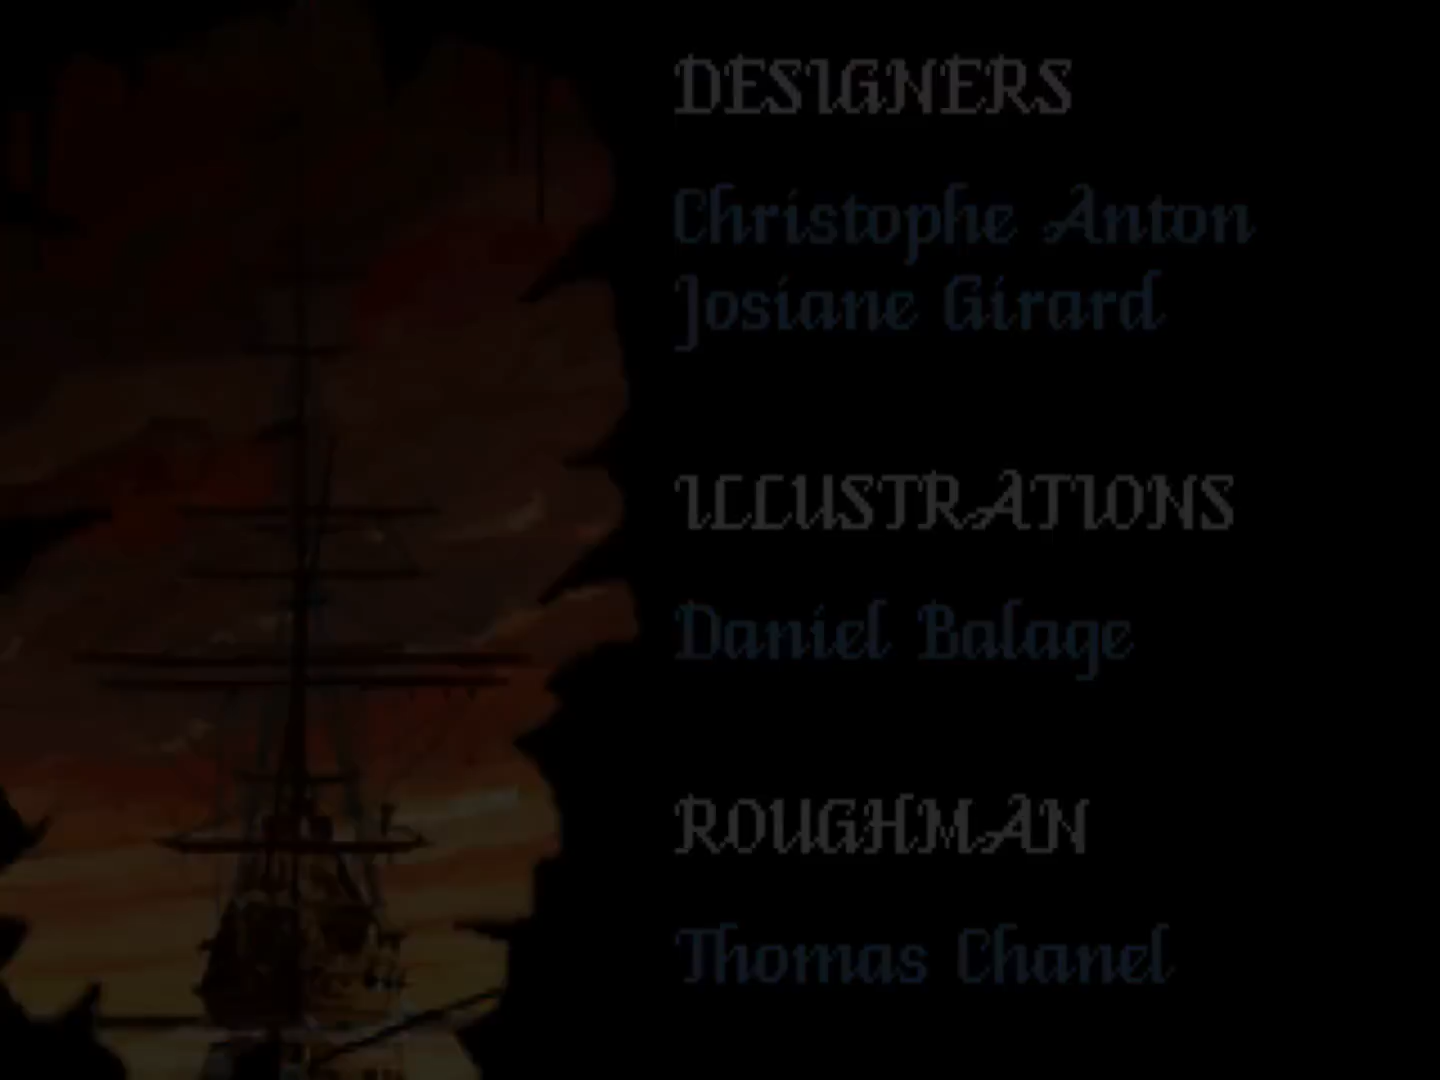 DESIGNERS
Christophe Anton
Josiane Girard
ILLUSTRATIONS
Daniel Balage
ROUGHMAN
Thomas Chanel